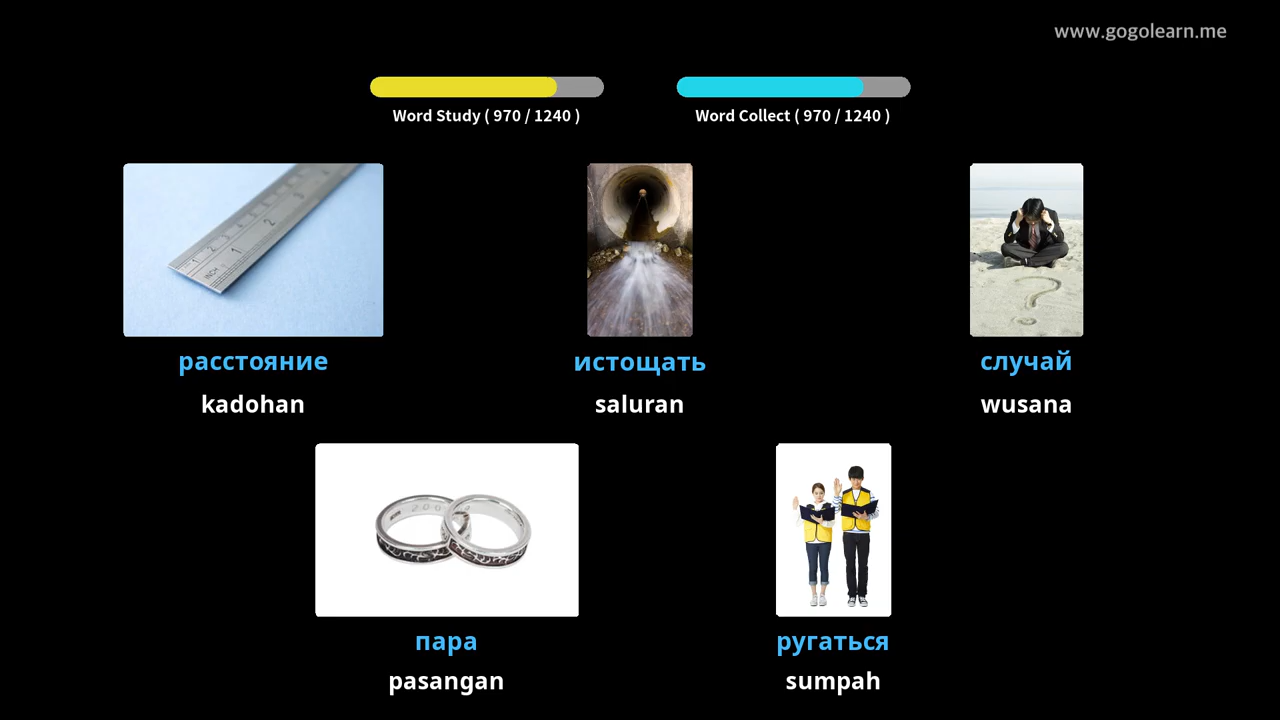 www.gogolearn.me
Word Study ( 970 / 1240 )
Word Collect ( 970 / 1240 )
расстояние
kadohan
истощать
saluran
случай
wusana
пара
pasangan
ругаться
sumpah